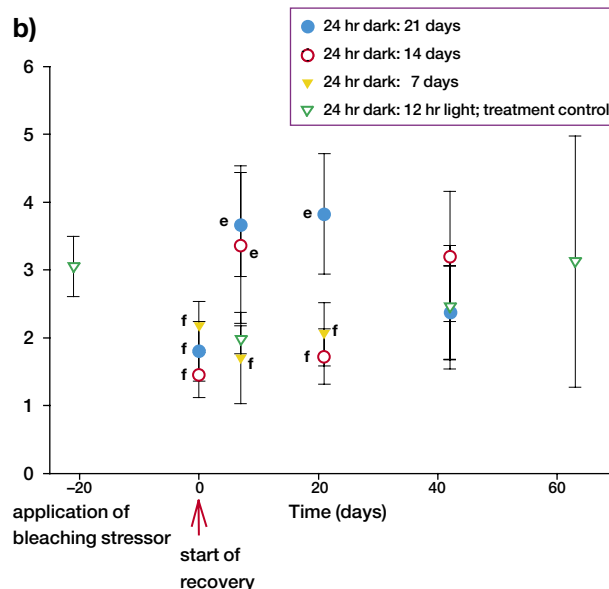 b)
24 hr dark: 21 days
24 hr dark: 14 days
24 hr dark: 7 days
24 hr dark: 12 hr light; treatment control
6
5
4
3
2
1
0
e
e
e
f
f
f
f
f
f
−20
0
20
40
60
Time (days)
application of
bleaching stressor
start of
recovery